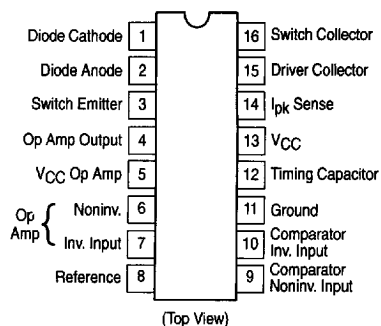 Diode Cathode 1
Diode Anode 2
Switch Emitter 3
Op Amp Output 4
VCC Op Amp 5
Op
Amp
{
Noninv. 6
Inv. Input 7
Reference 8
16 Switch Collector
15 Driver Collector
14 Ipk Sense
13 VCC
12 Timing Capacitor
11 Ground
10 Comparator
Inv. Input
9 Comparator
Noninv. Input
(Top View)